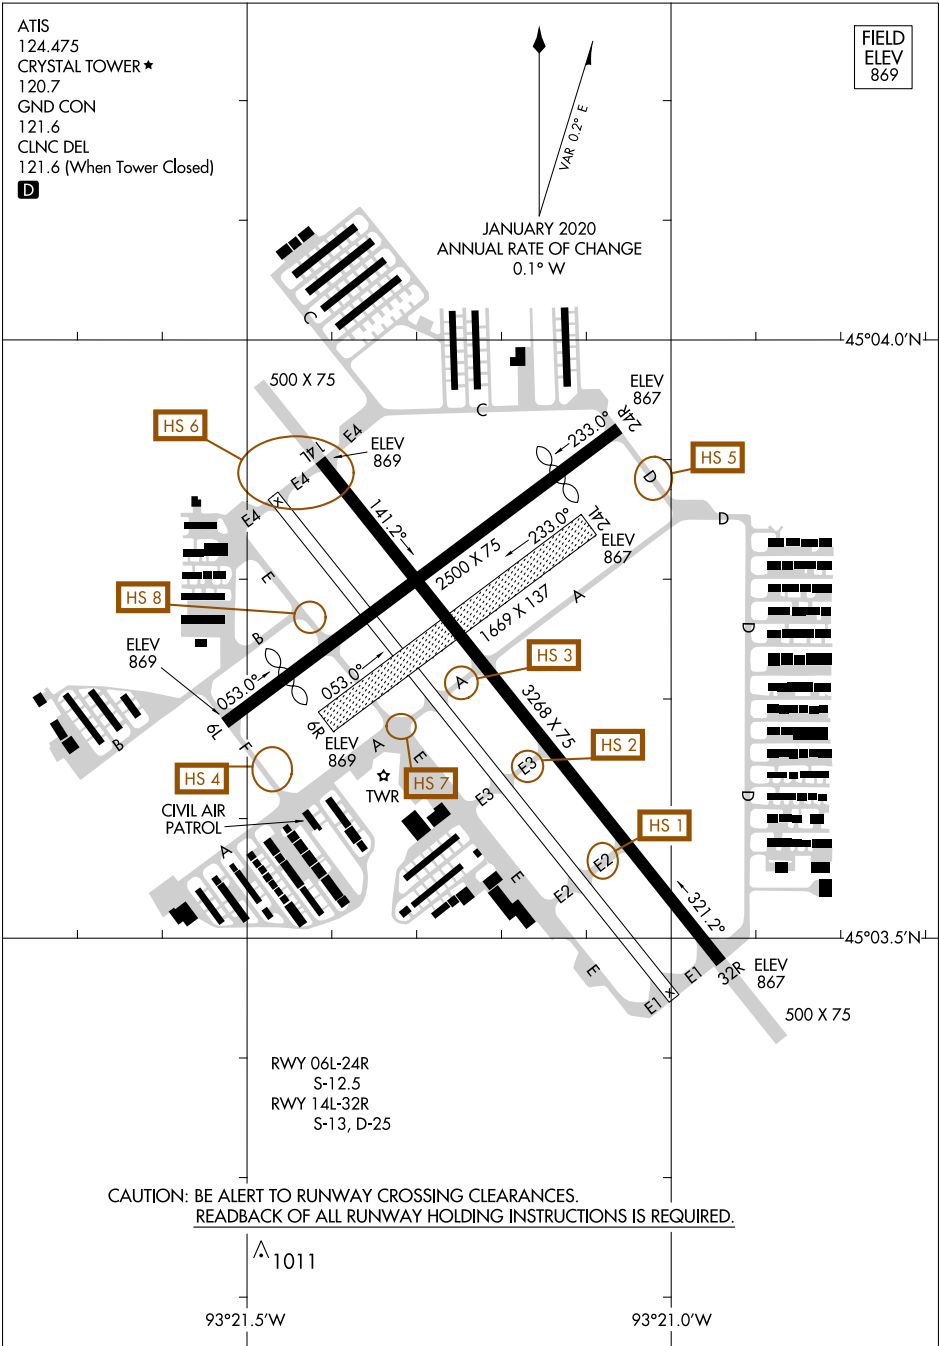 ATIS
124.475
CRYSTAL TOWER ★
120.7
GND CON
121.6
CLNC DEL
121.6 (When Tower Closed)
D
FIELD
ELEV
869
VAR 0.2° E
JANUARY 2020
ANNUAL RATE OF CHANGE
0.1° W
C
45°04.0'N
500 X 75
ELEV
867
C
24R
HS 6
E4
14L
ELEV
869
233.0°
HS 5
D
E4
E4
141.2°
233.0°
24L
ELEV
867
D
2500 X 75
E
HS 8
1669 X 137
A
B
D
ELEV
869
053.0°
053.0°
HS 3
A
3268 X 75
6L
6R
B
F
ELEV
869
A
E
HS 2
E3
HS 4
TWR
HS 7
E3
D
CIVIL AIR
PATROL
HS 1
A
E2
E
E2
321.2°
45°03.5'N
E
E1
E1
32R
ELEV
867
500 X 75
RWY 06L-24R
S-12.5
RWY 14L-32R
S-13, D-25
CAUTION: BE ALERT TO RUNWAY CROSSING CLEARANCES.
READBACK OF ALL RUNWAY HOLDING INSTRUCTIONS IS REQUIRED.
1011
93°21.5'W
93°21.0'W